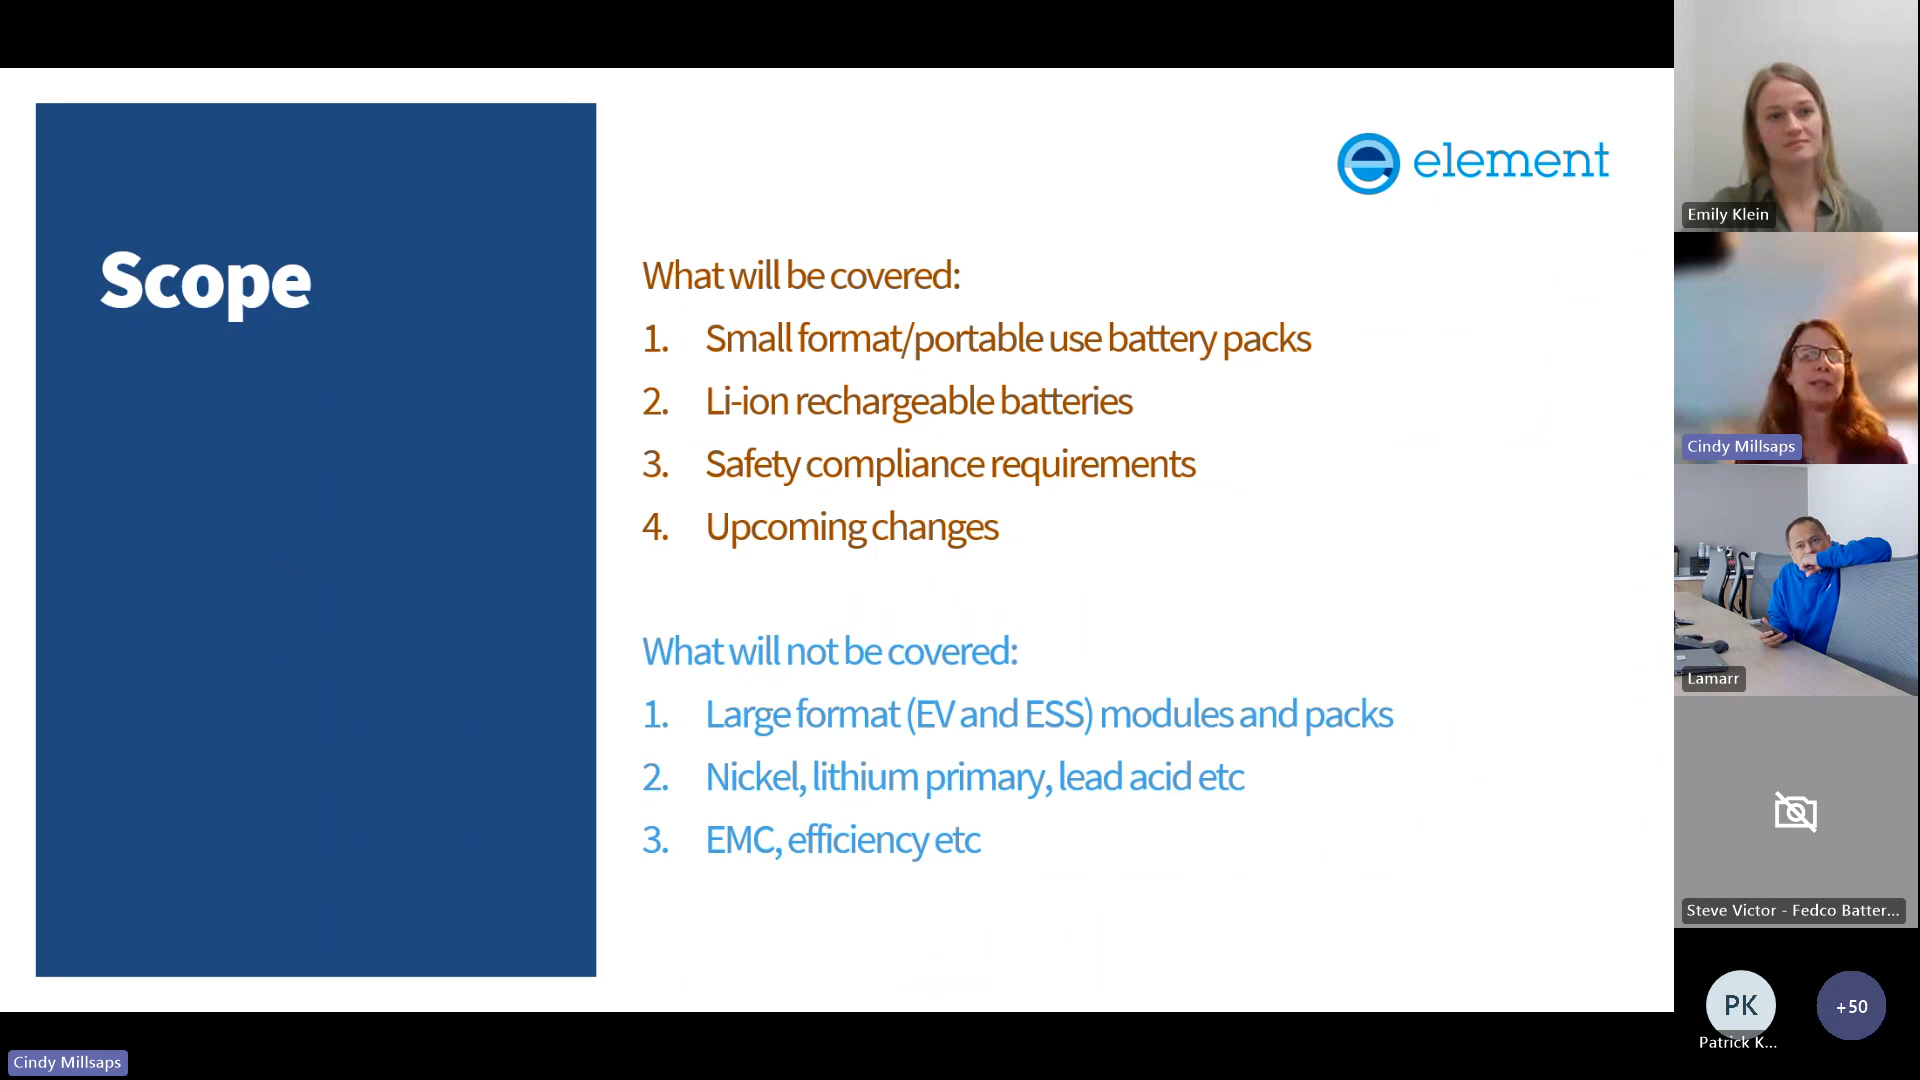 Scope
element
What will be covered:
1. Small format/portable use battery packs
2. Li-ion rechargeable batteries
3. Safety compliance requirements
4. Upcoming changes
What will not be covered:
1. Large format (EV and ESS) modules and packs
2. Nickel, lithium primary, lead acid etc
3. EMC, efficiency etc
Emily Klein
Cindy Millsaps
Lamarr
Steve Victor - Fedco Batter...
PK
+50
Patrick K...
Cindy Millsaps